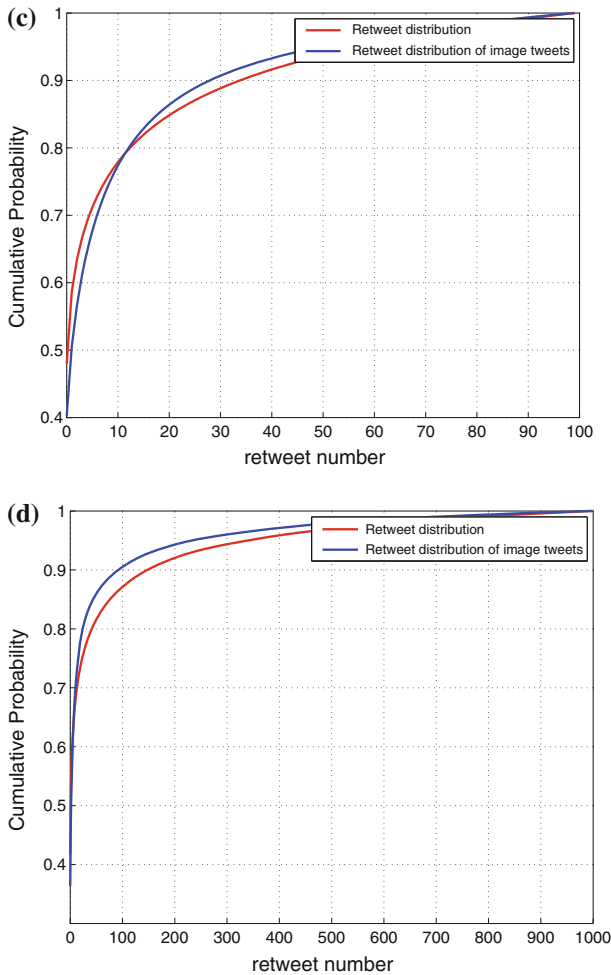 (c)
1
0.9
0.8
0.7
0.6
0.5
0.4
Cumulative Probability
Retweet distribution
Retweet distribution of image tweets
0 10 20 30 40 50 60 70 80 90 100
retweet number
(d)
1
0.9
0.8
0.7
0.6
0.5
0.4
Cumulative Probability
Retweet distribution
Retweet distribution of image tweets
0 100 200 300 400 500 600 700 800 900 1000
retweet number